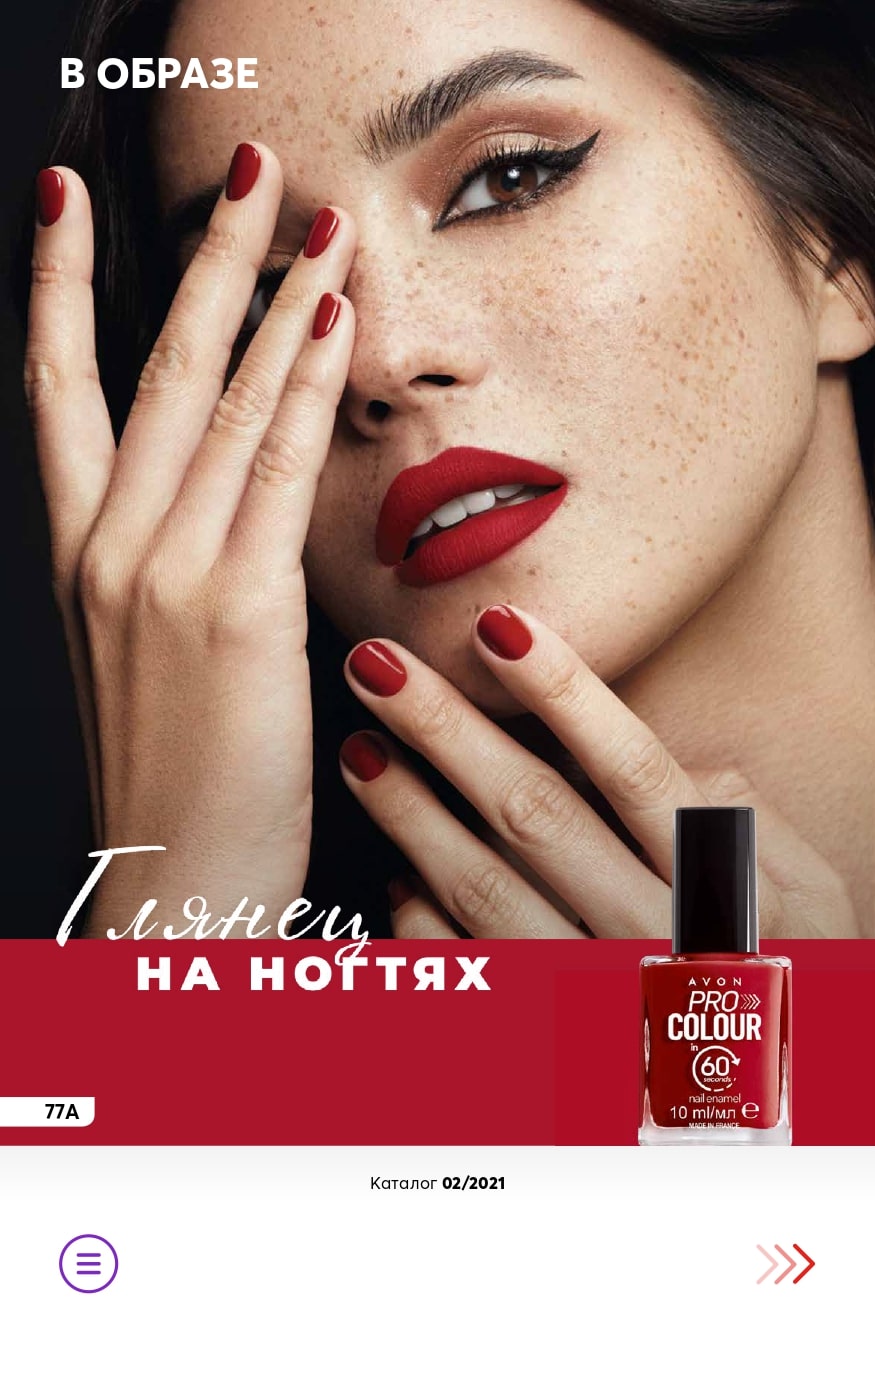 В ОБРАЗЕ
Глянец
НА НОГТЯХ
AVON
PRO
COLOUR
in
60
seconds
nail enamel
10 ml/мл e
MADE IN FRANCE
77A
Каталог 02/2021